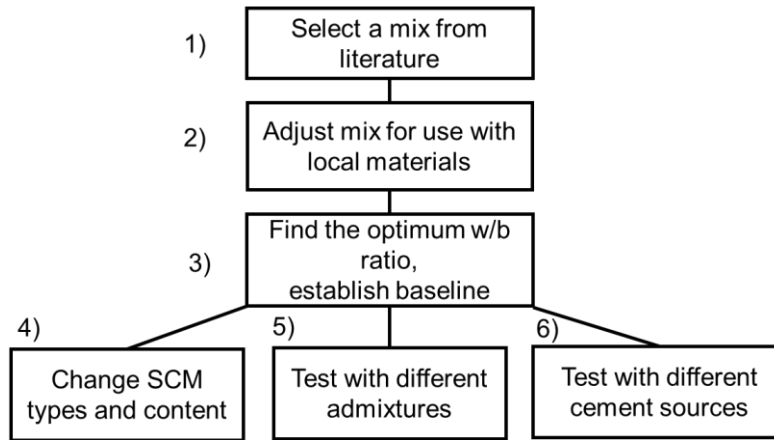 1)
Select a mix from
literature
2)
Adjust mix for use with
local materials
3)
Find the optimum w/b
ratio,
establish baseline
4)
Change SCM
types and content
5)
Test with different
admixtures
6)
Test with different
cement sources